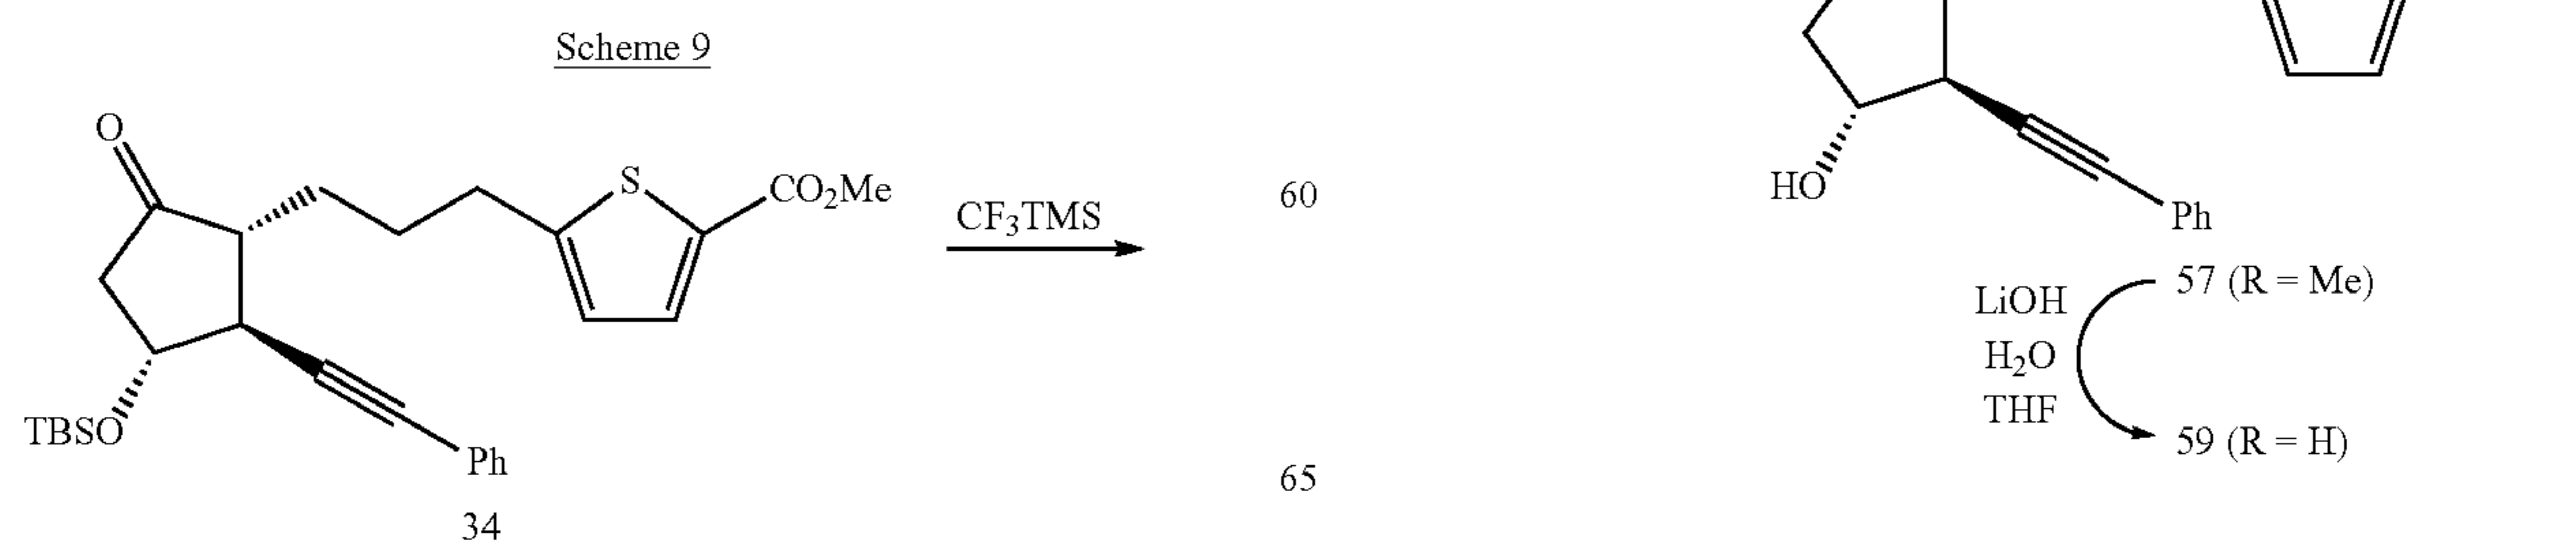 Scheme 9
O
S
CO₂Me
CF₃TMS
TBSO
Ph
34
60
65
HO
Ph
57 (R = Me)
LiOH
H₂O
THF
59 (R = H)